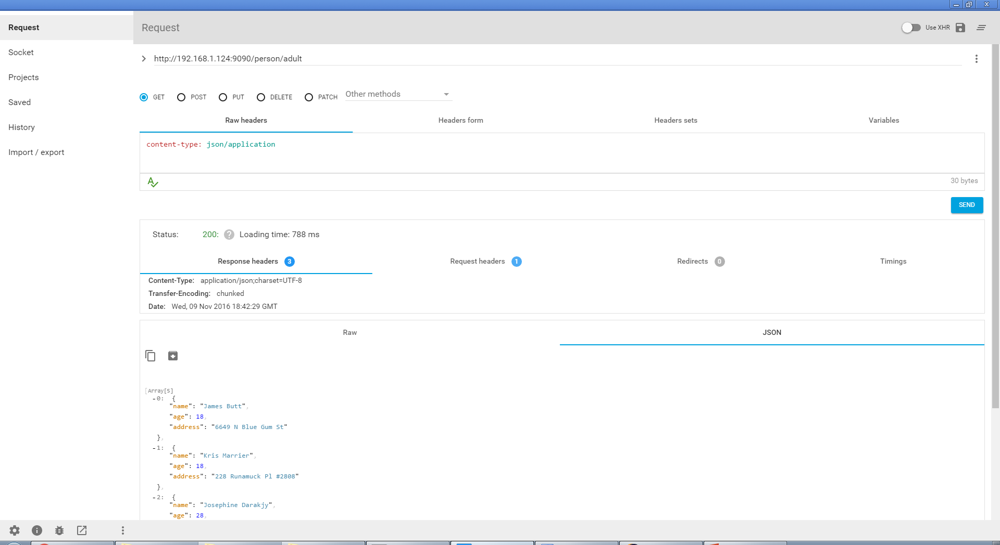 Request
Socket
Projects
Saved
History
Import / export
Request
Use XHR
http://192.168.1.124:9090/person/adult
GET POST PUT DELETE PATCH Other methods
Raw headers Headers form Headers sets Variables
content-type: json/application
30 bytes
SEND
Status: 200: ? Loading time: 788 ms
Response headers 3 Request headers 1 Redirects 0 Timings
Content-Type: application/json;charset=UTF-8
Transfer-Encoding: chunked
Date: Wed, 09 Nov 2016 18:42:29 GMT
Raw JSON
[Array[5]
-0: {
"name": "James Butt",
"age": 18,
"address": "6649 N Blue Gum St"
},
-1: {
"name": "Kris Marrier",
"age": 18,
"address": "228 Runamuck Pl #2808"
},
-2: {
"name": "Josephine Darakjy",
"age": 28,